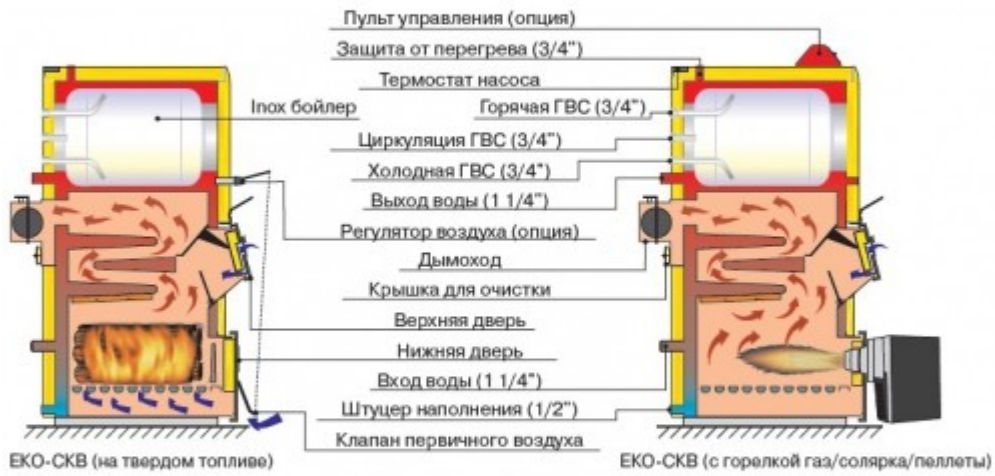 Пульт управления (опция)
Защита от перегрева (3/4")
Термостат насоса
Inox бойлер
Горячая ГВС (3/4")
Циркуляция ГВС (3/4")
Холодная ГВС (3/4")
Выход воды (1 1/4")
Регулятор воздуха (опция)
Дымоход
Крышка для очистки
Верхняя дверь
Нижняя дверь
Вход воды (1 1/4")
Штуцер наполнения (1/2")
Клапан первичного воздуха
ЕКО-СКВ (на твердом топливе)
ЕКО-СКВ (с горелкой газ/солярка/пеллеты)